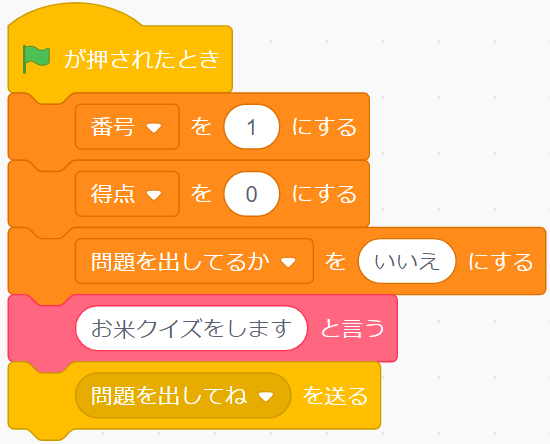 が押されたとき
番号 を 1 にする
得点 を 0 にする
問題を出してるか を いいえ にする
お米クイズをします と言う
問題を出してね を送る